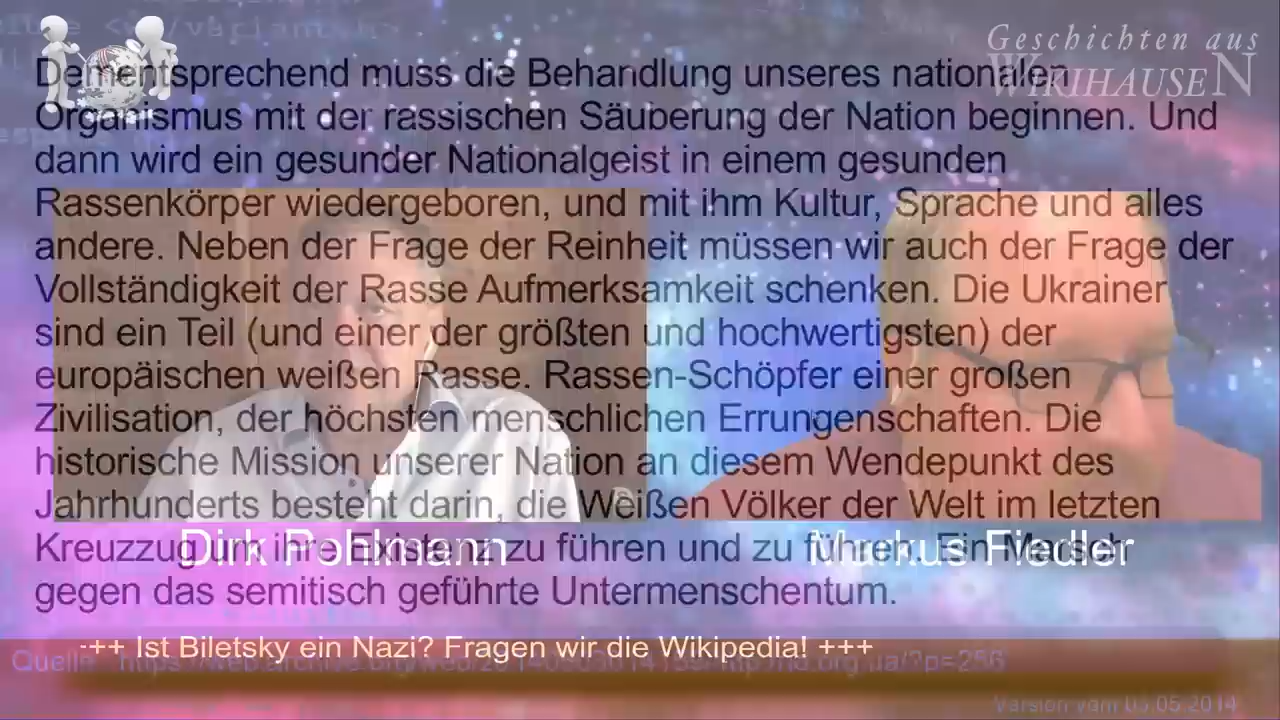 Geschichten aus
WIKIHAUSEN
Dementsprechend muss die Behandlung unseres nationalen
Organismus mit der rassischen Säuberung der Nation beginnen. Und
dann wird ein gesunder Nationalgeist in einem gesunden
Rassenkörper wiedergeboren, und mit ihm Kultur, Sprache und alles
andere. Neben der Frage der Reinheit müssen wir auch der Frage der
Vollständigkeit der Rasse Aufmerksamkeit schenken. Die Ukrainer
sind ein Teil (und einer der größten und hochwertigsten) der
europäischen weißen Rasse. Rassen-Schöpfer einer großen
Zivilisation, der höchsten menschlichen Errungenschaften. Die
historische Mission unserer Nation an diesem Wendepunkt des
Jahrhunderts besteht darin, die Weißen Völker der Welt im letzten
Kreuzzug um ihre Existenz zu führen und zu führen. Ein Marsch
gegen das semitisch geführte Untermenschentum.
Dirk Pohlmann
Markus Fiedler
++ Ist Biletsky ein Nazi? Fragen wir die Wikipedia! +++
Quelle
Version vom 05.05.2014